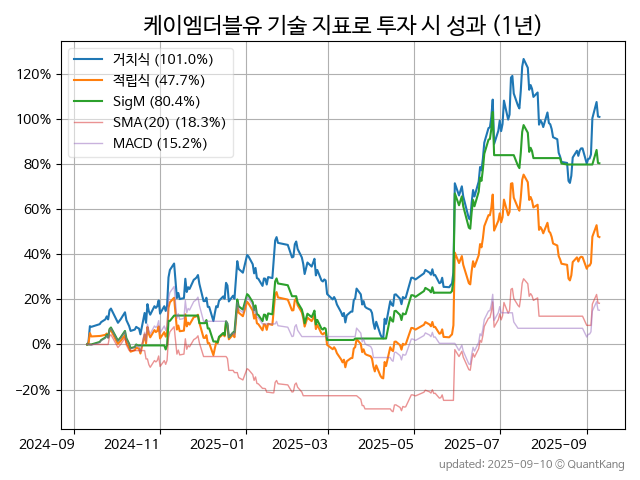 케이엠더블유 기술 지표로 투자 시 성과 (1년)
거치식 (101.0%)
적립식 (47.7%)
SigM (80.4%)
SMA(20) (18.3%)
MACD (15.2%)
120%
100%
80%
60%
40%
20%
0%
−20%
2024-09
2024-11
2025-01
2025-03
2025-05
2025-07
2025-09
updated: 2025-09-10 © QuantKang